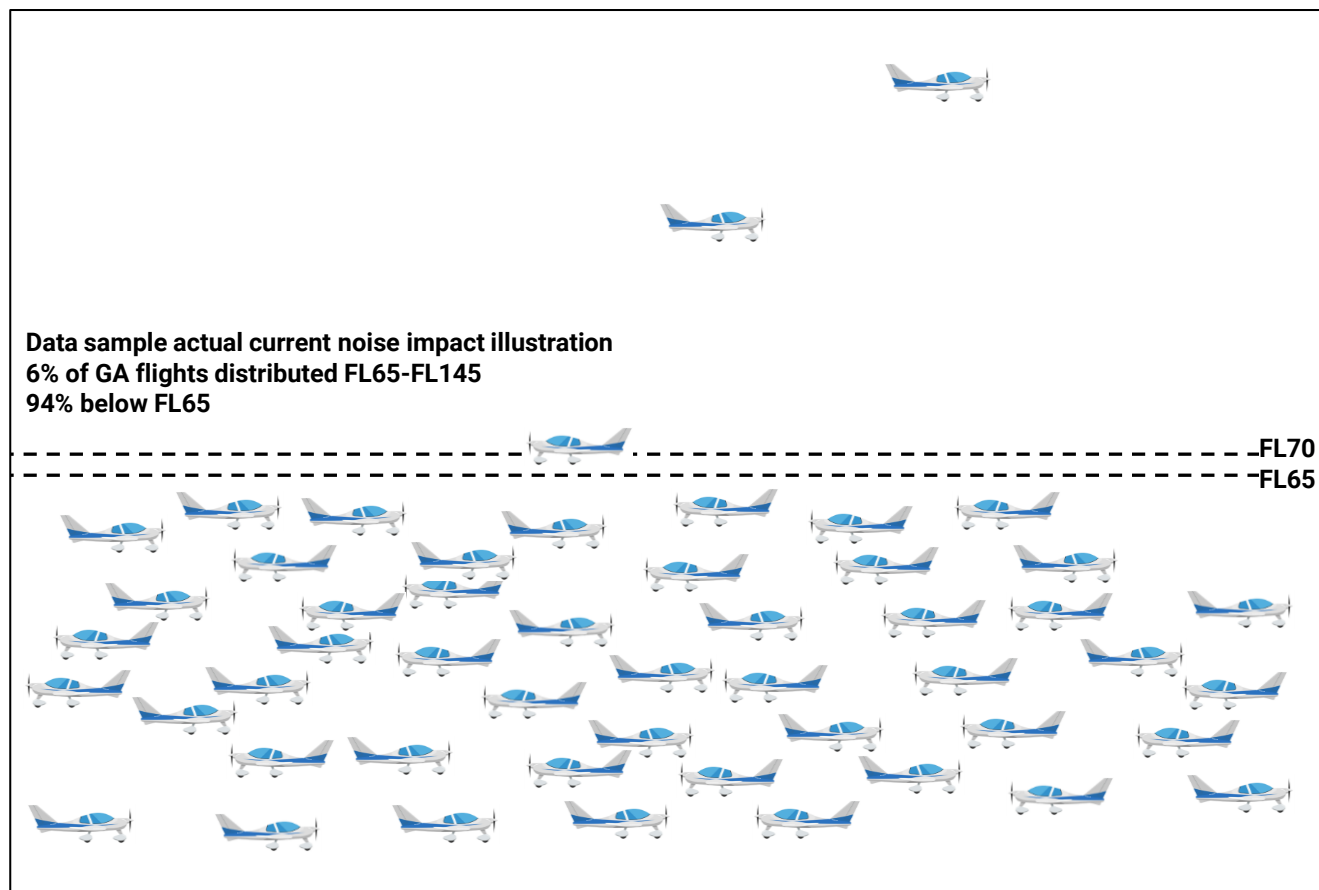 Data sample actual current noise impact illustration
6% of GA flights distributed FL65-FL145
94% below FL65
FL70
FL65